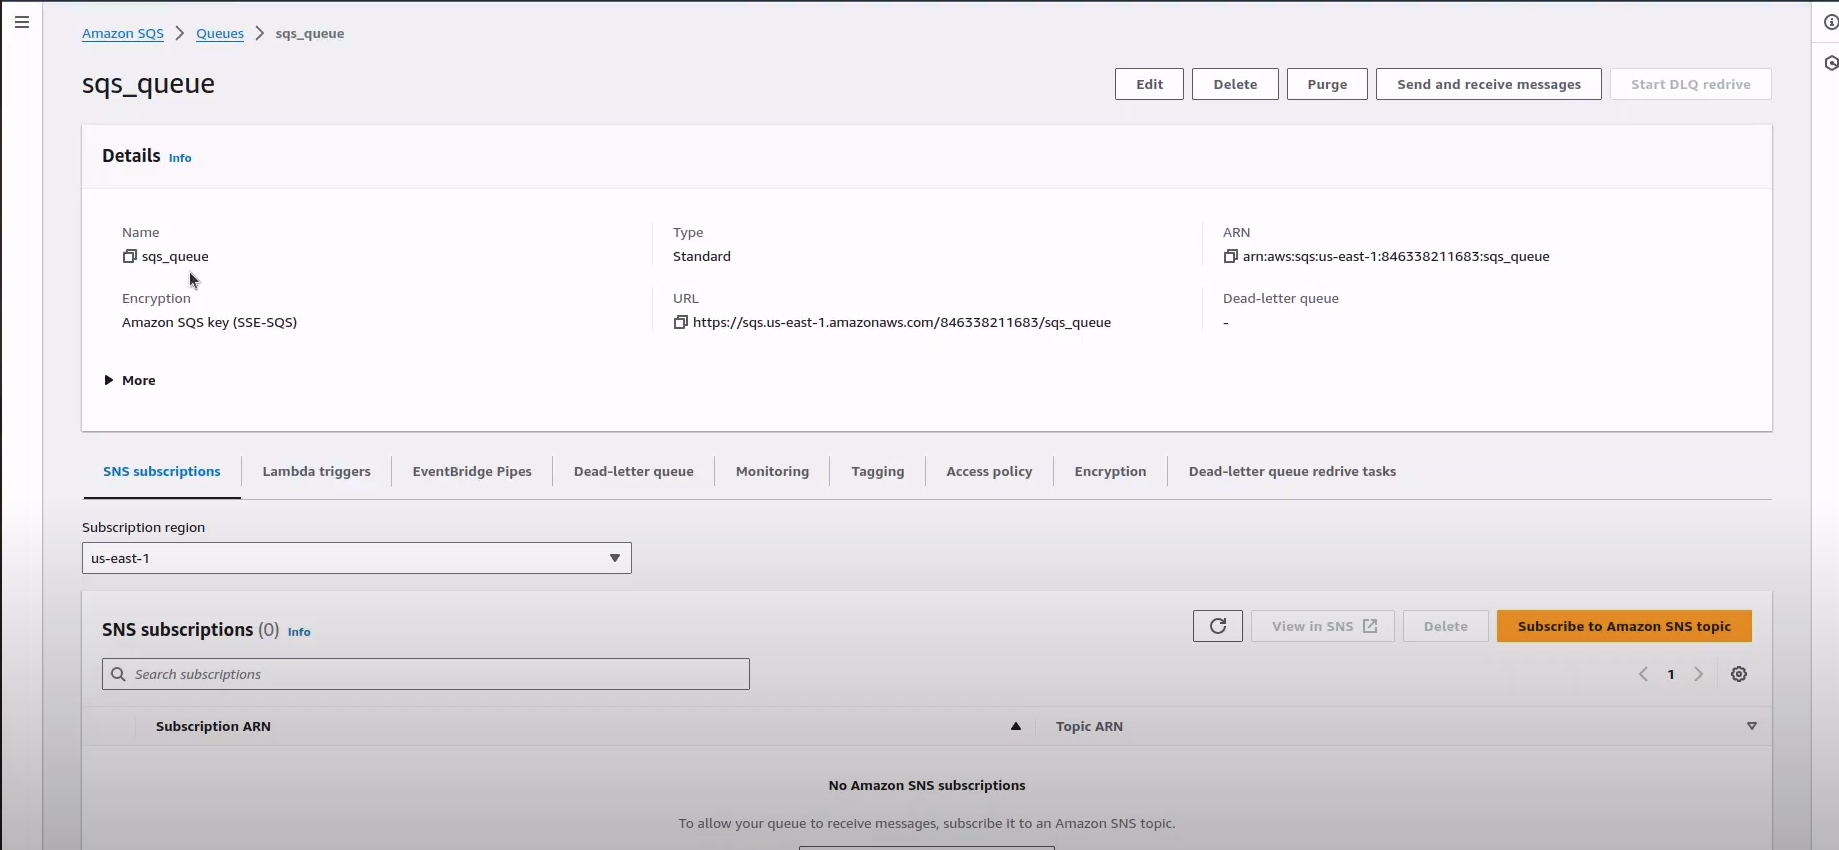 Amazon SQS > Queues > sqs_queue
sqs_queue
Edit Delete Purge Send and receive messages Start DLQ redrive
Details Info
Name Type ARN
sqs_queue Standard arn:aws:sqs:us-east-1:846338211683:sqs_queue
Encryption URL Dead-letter queue
Amazon SQS key (SSE-SQS) https://sqs.us-east-1.amazonaws.com/846338211683/sqs_queue -
More
SNS subscriptions Lambda triggers EventBridge Pipes Dead-letter queue Monitoring Tagging Access policy Encryption Dead-letter queue redrive tasks
Subscription region
us-east-1
SNS subscriptions (0) Info View in SNS Delete Subscribe to Amazon SNS topic
Search subscriptions 1
Subscription ARN Topic ARN
No Amazon SNS subscriptions
To allow your queue to receive messages, subscribe it to an Amazon SNS topic.